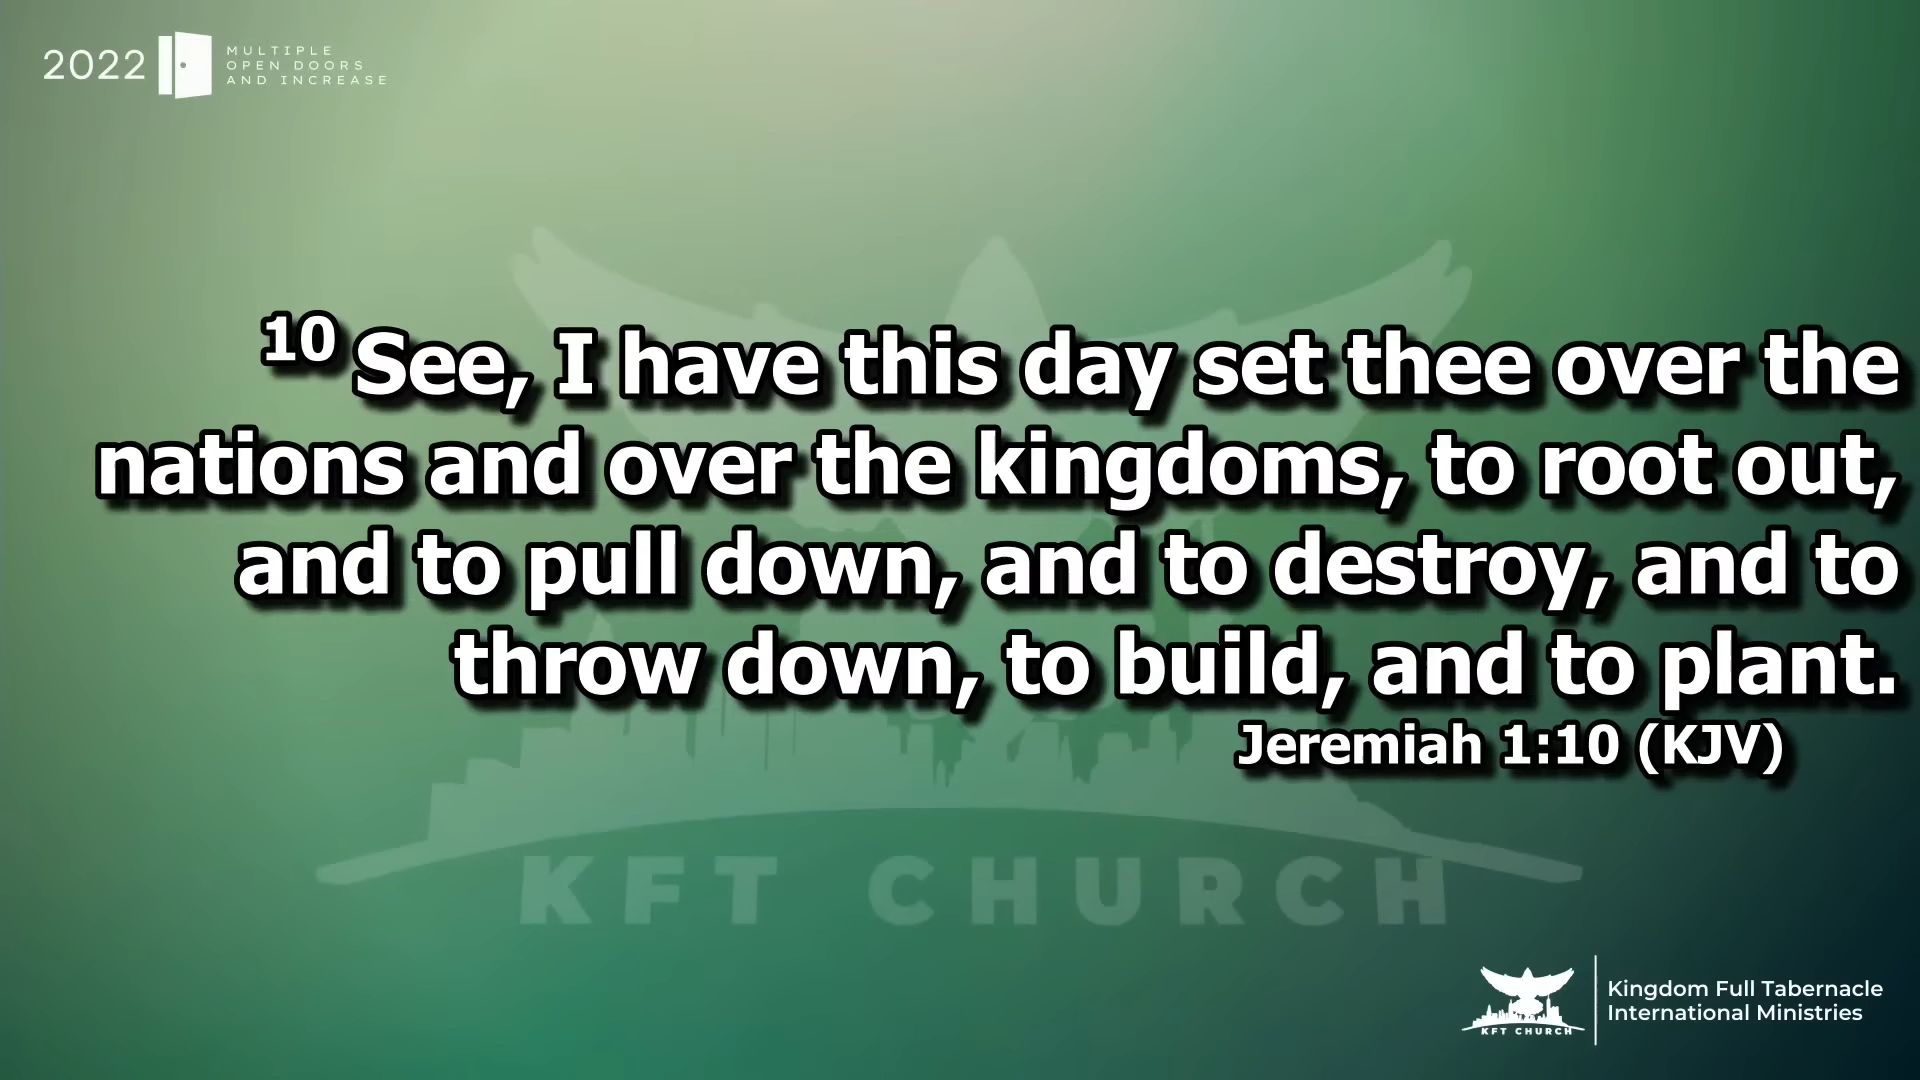 2022
MULTIPLE
OPEN DOORS
AND INCREASE
10 See, I have this day set thee over the
nations and over the kingdoms, to root out,
and to pull down, and to destroy, and to
throw down, to build, and to plant.
Jeremiah 1:10 (KJV)
KFT CHURCH
KFT CHURCH
Kingdom Full Tabernacle
International Ministries